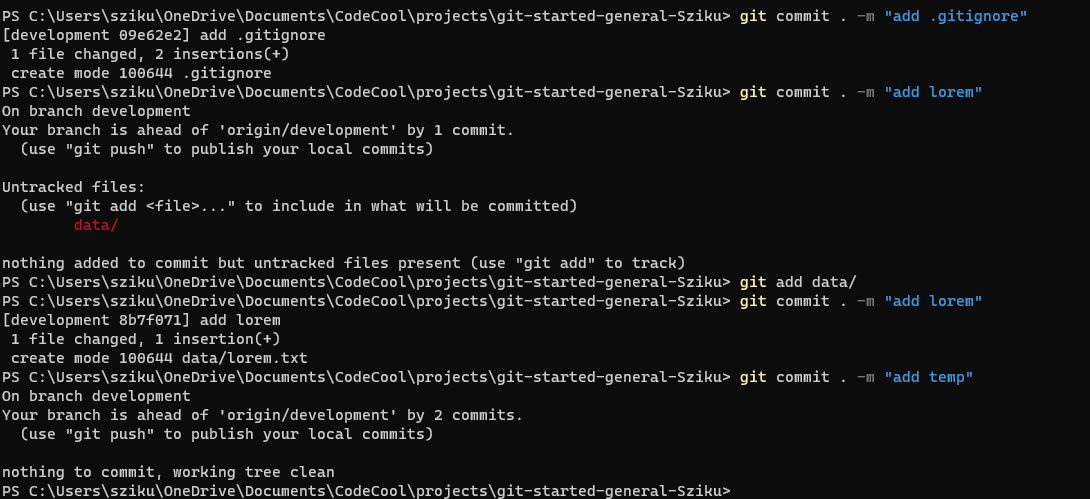 PS C:\Users\sziku\OneDrive\Documents\CodeCool\projects\git-started-general-Sziku> git commit . -m "add .gitignore"
[development 09e62e2] add .gitignore
 1 file changed, 2 insertions(+)
 create mode 100644 .gitignore
PS C:\Users\sziku\OneDrive\Documents\CodeCool\projects\git-started-general-Sziku> git commit . -m "add lorem"
On branch development
Your branch is ahead of 'origin/development' by 1 commit.
  (use "git push" to publish your local commits)

Untracked files:
  (use "git add <file>..." to include in what will be committed)
        data/

nothing added to commit but untracked files present (use "git add" to track)
PS C:\Users\sziku\OneDrive\Documents\CodeCool\projects\git-started-general-Sziku> git add data/
PS C:\Users\sziku\OneDrive\Documents\CodeCool\projects\git-started-general-Sziku> git commit . -m "add lorem"
[development 8b7f071] add lorem
 1 file changed, 1 insertion(+)
 create mode 100644 data/lorem.txt
PS C:\Users\sziku\OneDrive\Documents\CodeCool\projects\git-started-general-Sziku> git commit . -m "add temp"
On branch development
Your branch is ahead of 'origin/development' by 2 commits.
  (use "git push" to publish your local commits)

nothing to commit, working tree clean
PS C:\Users\sziku\OneDrive\Documents\CodeCool\projects\git-started-general-Sziku>